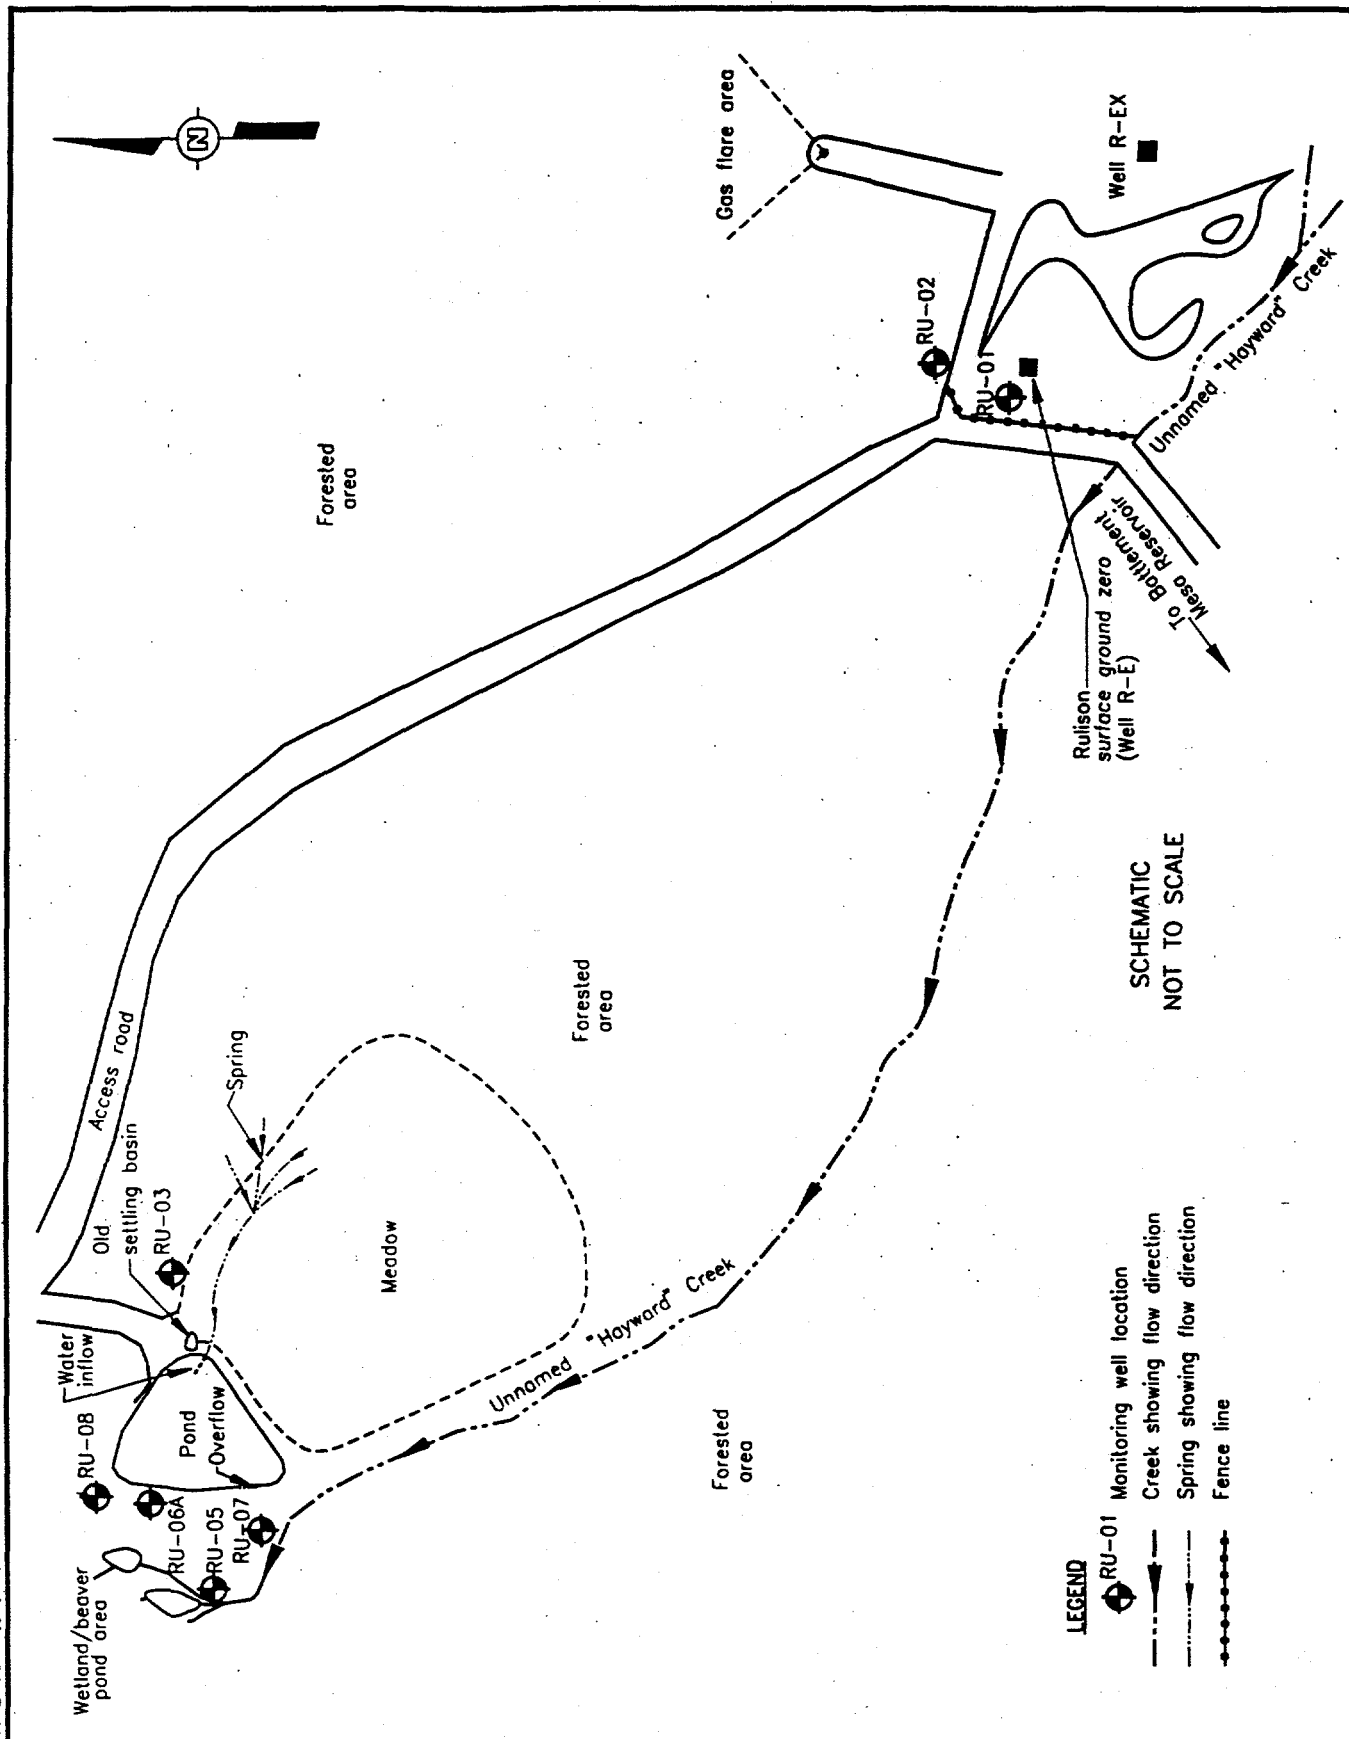 N
Gas flare area
Well R-EX
RU-02
RU-01
Unnamed "Hayward" Creek
Forested
area
To Battlement
Mesa Reservoir
Rulison
surface ground zero
(Well R-E)
Access road
Spring
Old
settling basin
RU-03
Forested
area
Meadow
Water
inflow
Pond
Overflow
RU-08
RU-06A
RU-05
RU-07
Wetland/beaver
pond area
Unnamed "Hayward" Creek
Forested
area
SCHEMATIC
NOT TO SCALE
LEGEND
RU-01 Monitoring well location
Creek showing flow direction
Spring showing flow direction
Fence line